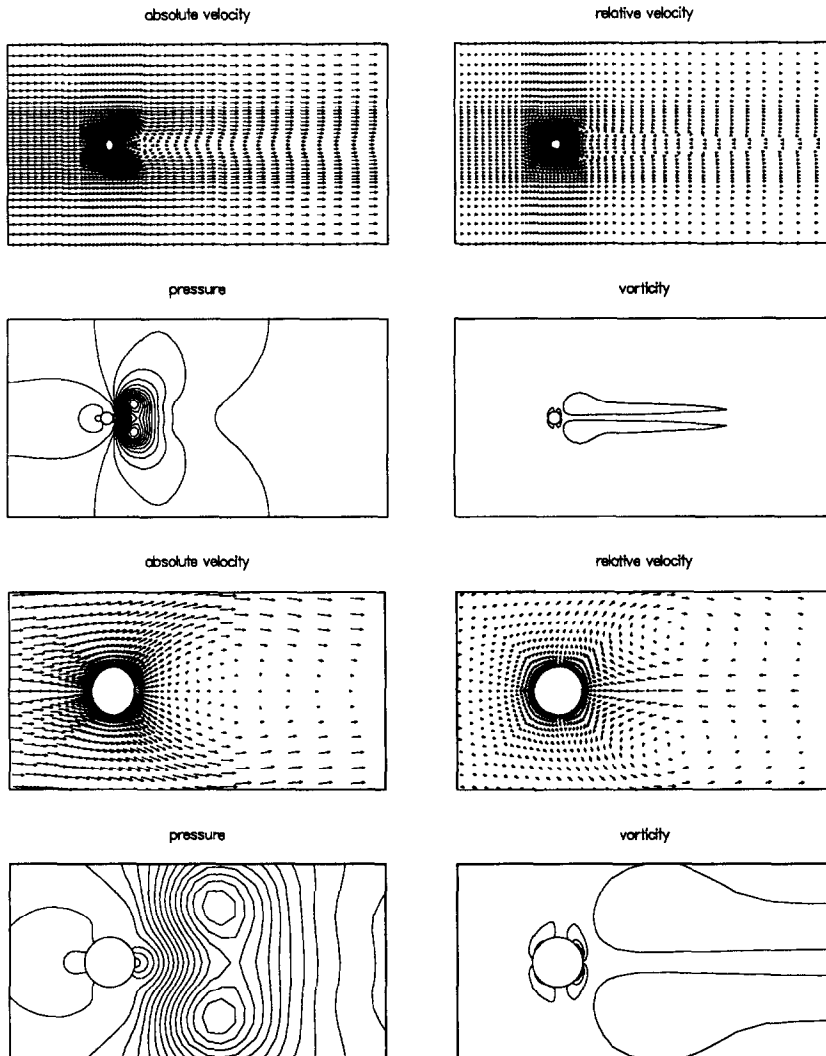 absolute velocity
relative velocity
pressure
vorticity
absolute velocity
relative velocity
pressure
vorticity